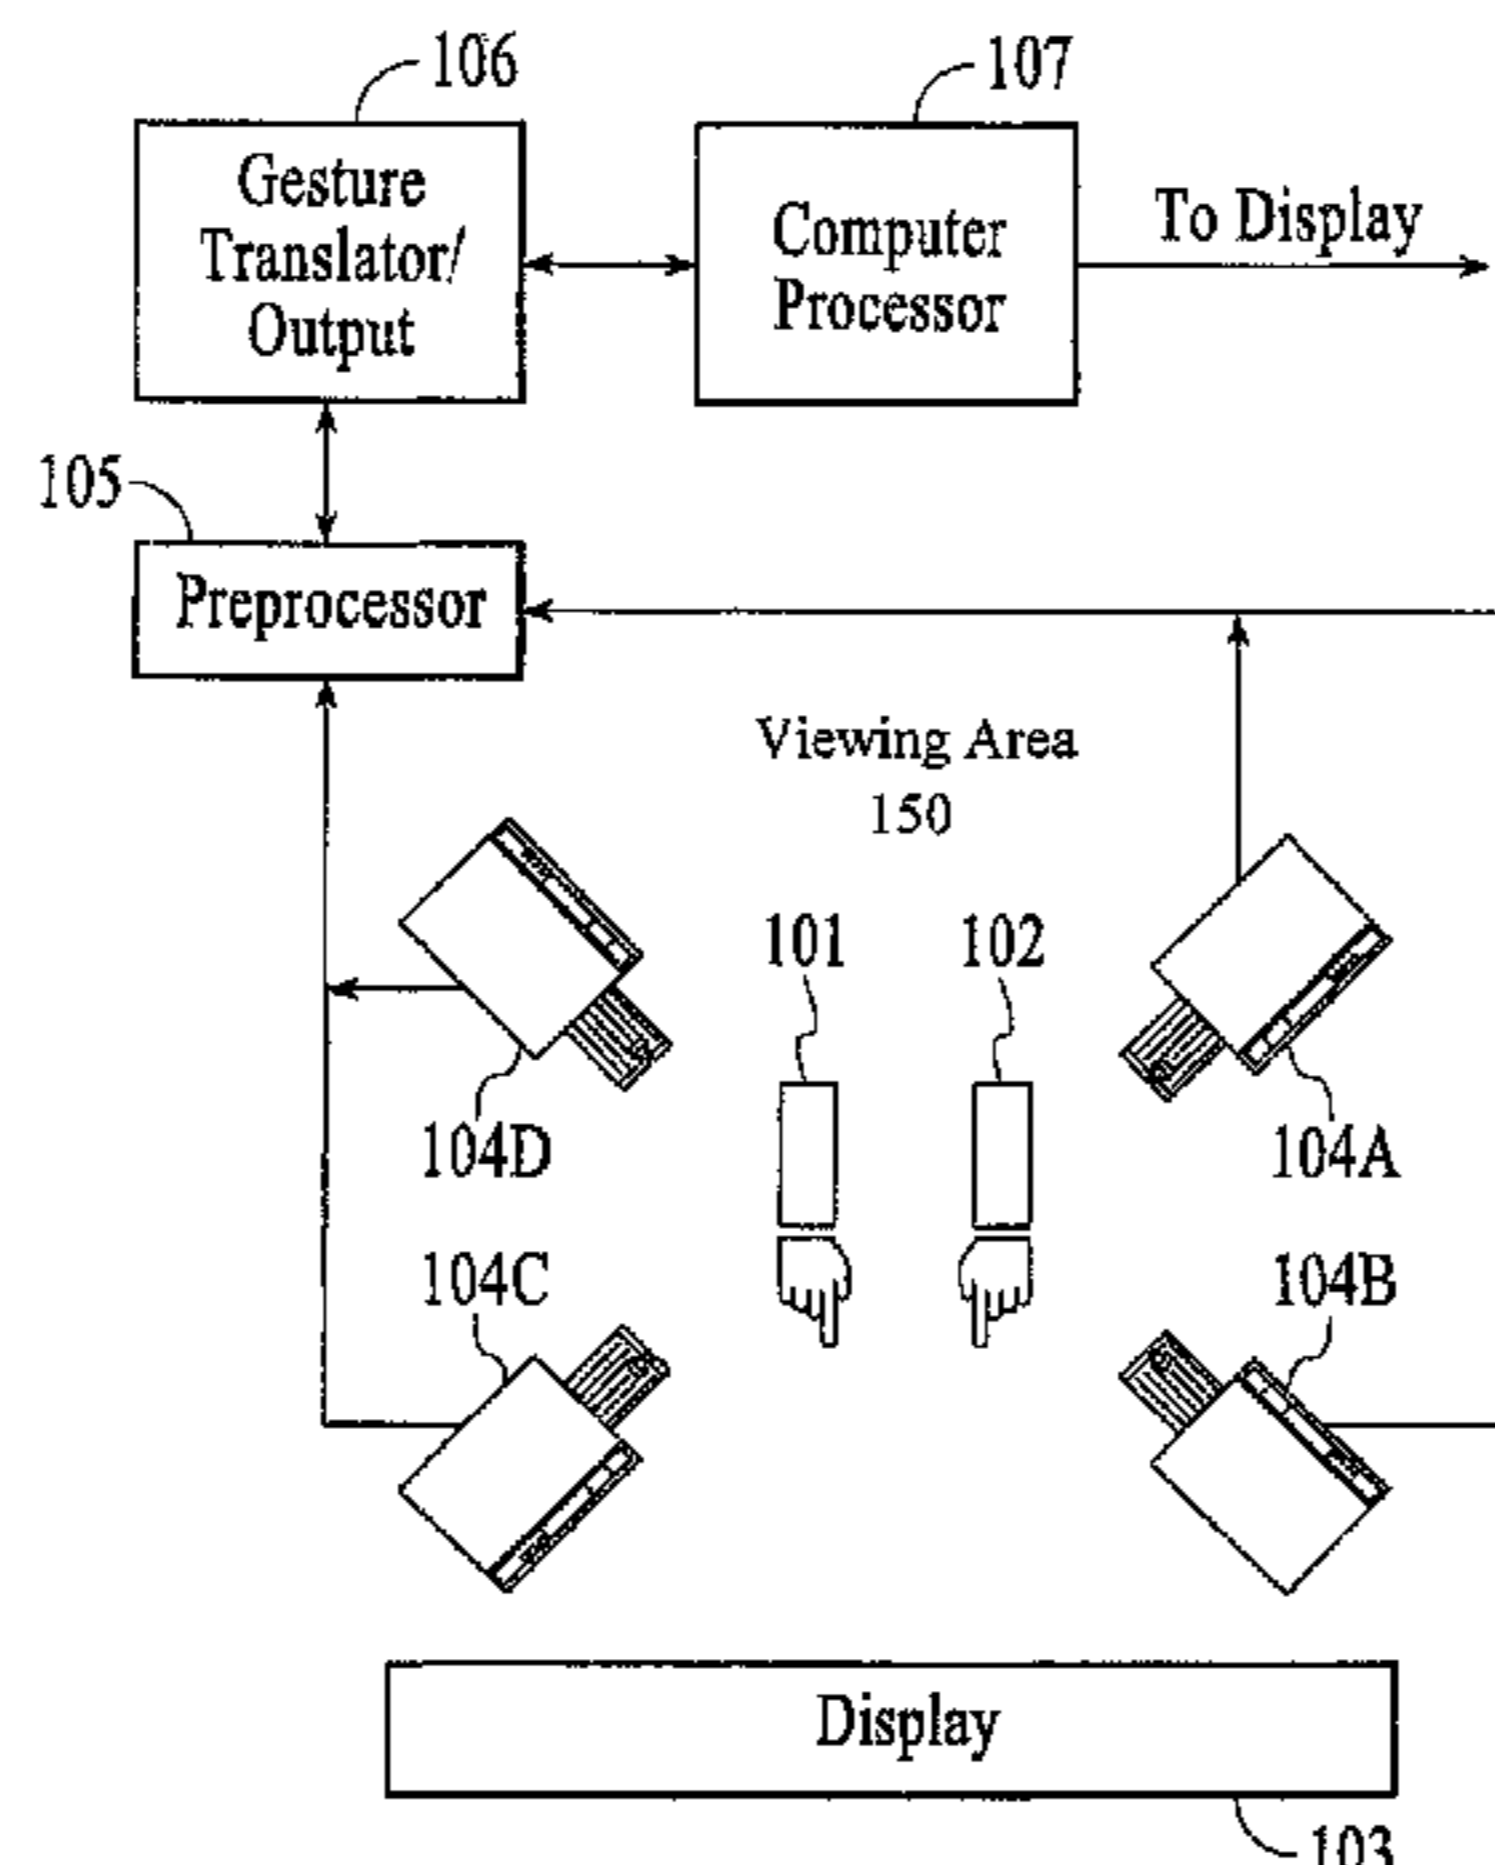 106
107
Gesture
Translator/
Output
Computer
Processor
To Display
105
Preprocessor
Viewing Area
150
101
102
104D
104A
104C
104B
Display
103